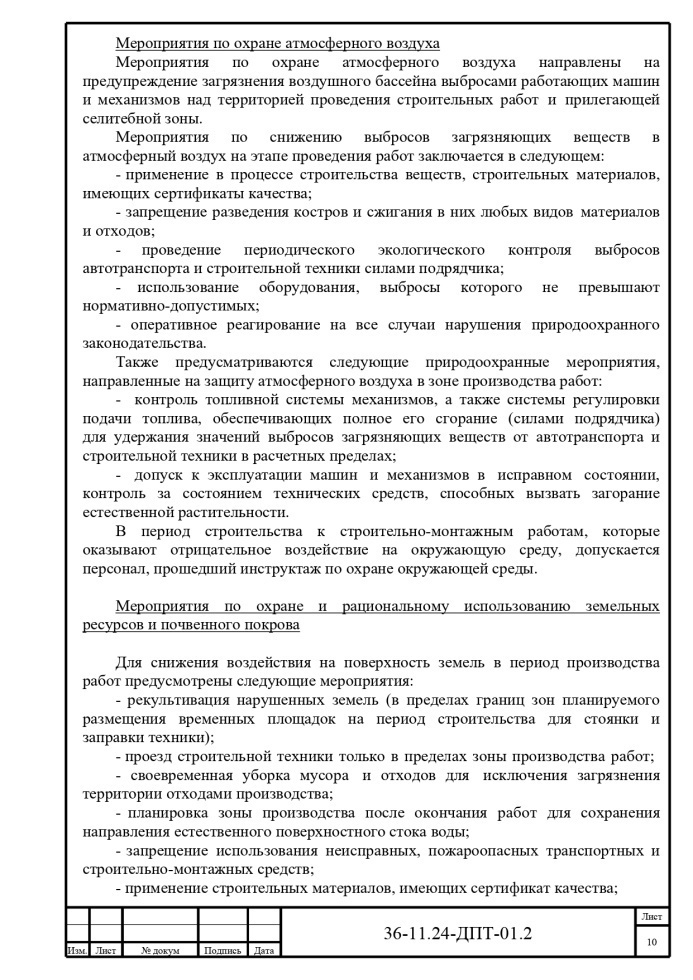 Мероприятия по охране атмосферного воздуха
Мероприятия по охране атмосферного воздуха направлены на
предупреждение загрязнения воздушного бассейна выбросами работающих машин
и механизмов над территорией проведения строительных работ и прилегающей
селитебной зоны.
Мероприятия по снижению выбросов загрязняющих веществ в
атмосферный воздух на этапе проведения работ заключается в следующем:
- применение в процессе строительства веществ, строительных материалов,
имеющих сертификаты качества;
- запрещение разведения костров и сжигания в них любых видов материалов
и отходов;
- проведение периодического экологического контроля выбросов
автотранспорта и строительной техники силами подрядчика;
- использование оборудования, выбросы которого не превышают
нормативно-допустимых;
- оперативное реагирование на все случаи нарушения природоохранного
законодательства.
Также предусматриваются следующие природоохранные мероприятия,
направленные на защиту атмосферного воздуха в зоне производства работ:
- контроль топливной системы механизмов, а также системы регулировки
подачи топлива, обеспечивающих полное его сгорание (силами подрядчика)
для удержания значений выбросов загрязняющих веществ от автотранспорта и
строительной техники в расчетных пределах;
- допуск к эксплуатации машин и механизмов в исправном состоянии,
контроль за состоянием технических средств, способных вызвать загорание
естественной растительности.
В период строительства к строительно-монтажным работам, которые
оказывают отрицательное воздействие на окружающую среду, допускается
персонал, прошедший инструктаж по охране окружающей среды.
Мероприятия по охране и рациональному использованию земельных
ресурсов и почвенного покрова
Для снижения воздействия на поверхность земель в период производства
работ предусмотрены следующие мероприятия:
- рекультивация нарушенных земель (в пределах границ зон планируемого
размещения временных площадок на период строительства для стоянки и
заправки техники);
- проезд строительной техники только в пределах зоны производства работ;
- своевременная уборка мусора и отходов для исключения загрязнения
территории отходами производства;
- планировка зоны производства после окончания работ для сохранения
направления естественного поверхностного стока воды;
- запрещение использования неисправных, пожароопасных транспортных и
строительно-монтажных средств;
- применение строительных материалов, имеющих сертификат качества;
36-11.24-ДПТ-01.2
Лист
10
Изм. Лист № докум Подпись Дата